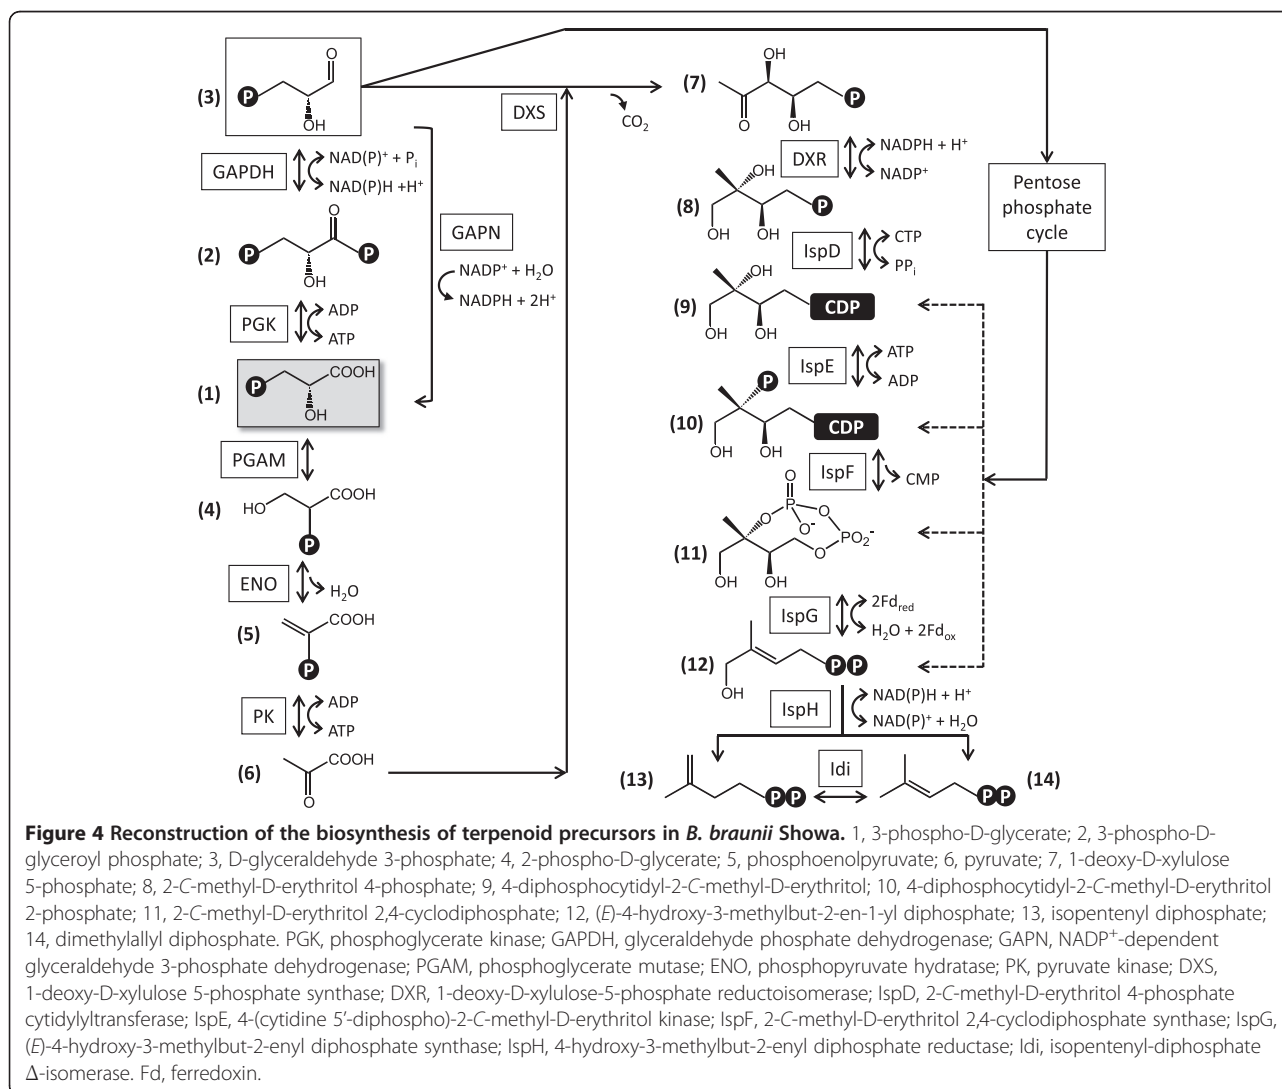 O
(3)
P
OH
DXS
CO2
OH
(7)
P
O
OH
GAPDH
NAD(P)+ + Pi
NAD(P)H +H+
DXR
NADPH + H+
NADP+
Pentose
phosphate
cycle
O
(2)
P
P
OH
GAPN
NADP+ + H2O
NADPH + 2H+
OH
(8)
P
OH
OH
IspD
CTP
PPi
PGK
ADP
ATP
OH
(9)
CDP
OH
OH
(1)
P
COOH
OH
IspE
ATP
ADP
P
(10)
CDP
OH
OH
PGAM
IspF
CMP
(4)
HO
COOH
P
O
P
O
O
O-
PO2-
O
(11)
OH
OH
ENO
H2O
IspG
2Fdred
H2O + 2Fdox
(5)
COOH
P
(12)
PP
OH
PK
ADP
ATP
IspH
NAD(P)H + H+
NAD(P)+ + H2O
(6)
COOH
O
(13)
PP
Idi
PP
(14)
Figure 4 Reconstruction of the biosynthesis of terpenoid precursors in B. braunii Showa. 1, 3-phospho-D-glycerate; 2, 3-phospho-D-
glyceroyl phosphate; 3, D-glyceraldehyde 3-phosphate; 4, 2-phospho-D-glycerate; 5, phosphoenolpyruvate; 6, pyruvate; 7, 1-deoxy-D-xylulose
5-phosphate; 8, 2-C-methyl-D-erythritol 4-phosphate; 9, 4-diphosphocytidyl-2-C-methyl-D-erythritol; 10, 4-diphosphocytidyl-2-C-methyl-D-erythritol
2-phosphate; 11, 2-C-methyl-D-erythritol 2,4-cyclodiphosphate; 12, (E)-4-hydroxy-3-methylbut-2-en-1-yl diphosphate; 13, isopentenyl diphosphate;
14, dimethylallyl diphosphate. PGK, phosphoglycerate kinase; GAPDH, glyceraldehyde phosphate dehydrogenase; GAPN, NADP+-dependent
glyceraldehyde 3-phosphate dehydrogenase; PGAM, phosphoglycerate mutase; ENO, phosphopyruvate hydratase; PK, pyruvate kinase; DXS,
1-deoxy-D-xylulose 5-phosphate synthase; DXR, 1-deoxy-D-xylulose-5-phosphate reductoisomerase; IspD, 2-C-methyl-D-erythritol 4-phosphate
cytidylyltransferase; IspE, 4-(cytidine 5'-diphospho)-2-C-methyl-D-erythritol kinase; IspF, 2-C-methyl-D-erythritol 2,4-cyclodiphosphate synthase; IspG,
(E)-4-hydroxy-3-methylbut-2-enyl diphosphate synthase; IspH, 4-hydroxy-3-methylbut-2-enyl diphosphate reductase; Idi, isopentenyl-diphosphate
Δ-isomerase. Fd, ferredoxin.